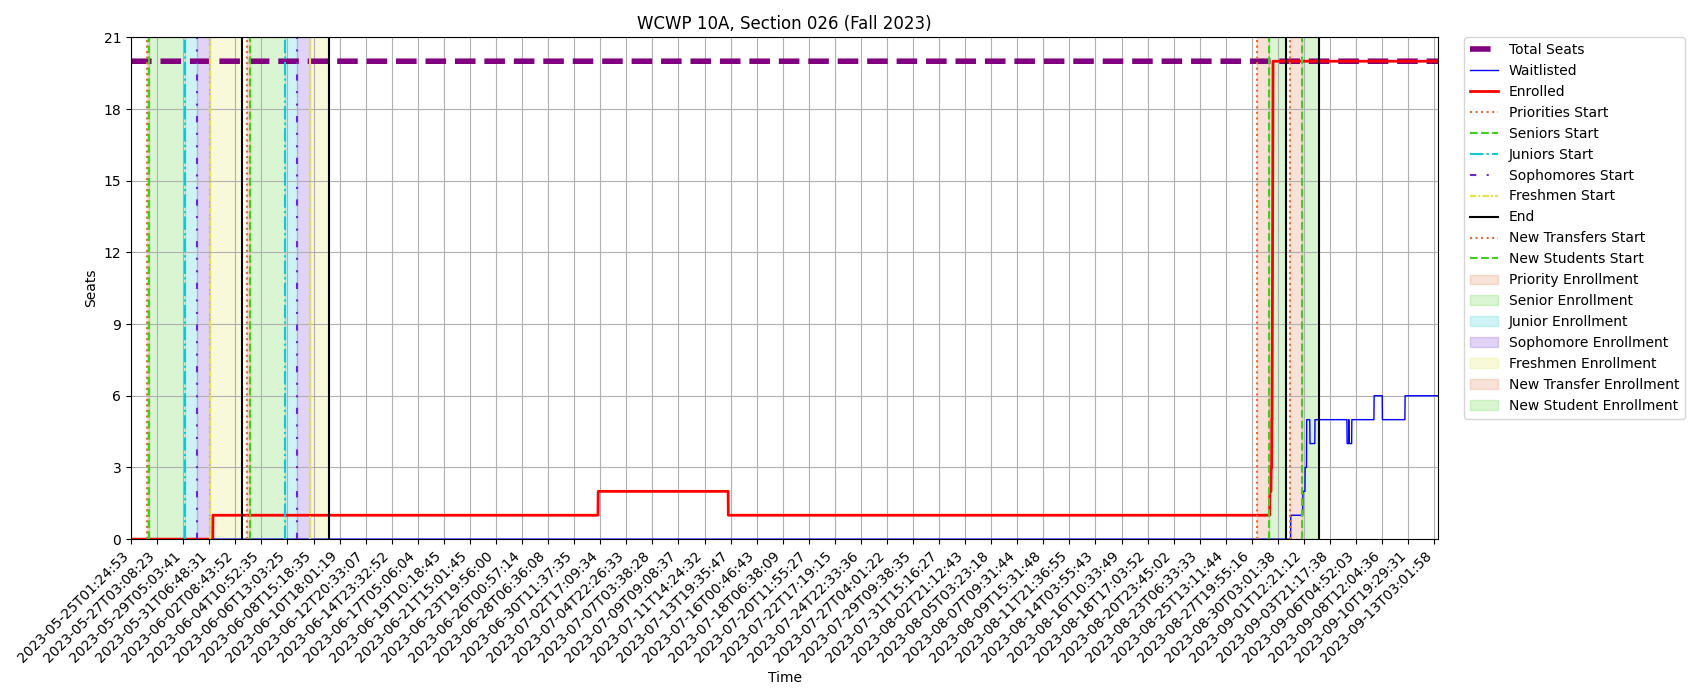 WCWP 10A, Section 026 (Fall 2023)
21
18
15
12
9
6
3
0
Seats
2023-05-25T01:24:53
2023-05-27T03:08:23
2023-05-29T05:03:41
2023-05-31T06:48:31
2023-06-02T08:43:52
2023-06-04T10:52:35
2023-06-06T13:03:25
2023-06-08T15:18:35
2023-06-10T18:01:19
2023-06-12T20:33:07
2023-06-14T23:32:52
2023-06-17T05:06:04
2023-06-19T10:18:45
2023-06-21T15:01:45
2023-06-23T19:56:00
2023-06-26T00:57:14
2023-06-28T06:36:08
2023-06-30T11:37:35
2023-07-02T17:09:34
2023-07-04T22:26:33
2023-07-07T03:38:28
2023-07-09T09:08:37
2023-07-11T14:24:32
2023-07-13T19:35:47
2023-07-16T00:46:43
2023-07-18T06:38:09
2023-07-20T11:55:27
2023-07-22T17:19:15
2023-07-24T22:33:36
2023-07-27T04:01:22
2023-07-29T09:38:35
2023-07-31T15:16:27
2023-08-02T21:12:43
2023-08-05T03:23:18
2023-08-07T09:31:44
2023-08-09T15:31:48
2023-08-11T21:36:55
2023-08-14T03:55:43
2023-08-16T10:33:49
2023-08-18T17:03:52
2023-08-20T23:45:02
2023-08-23T06:33:33
2023-08-25T13:11:44
2023-08-27T19:55:16
2023-08-30T03:01:38
2023-09-01T12:21:12
2023-09-03T21:17:38
2023-09-06T04:52:03
2023-09-08T12:04:36
2023-09-10T19:29:31
2023-09-13T03:01:58
Time
Total Seats
Waitlisted
Enrolled
Priorities Start
Seniors Start
Juniors Start
Sophomores Start
Freshmen Start
End
New Transfers Start
New Students Start
Priority Enrollment
Senior Enrollment
Junior Enrollment
Sophomore Enrollment
Freshmen Enrollment
New Transfer Enrollment
New Student Enrollment